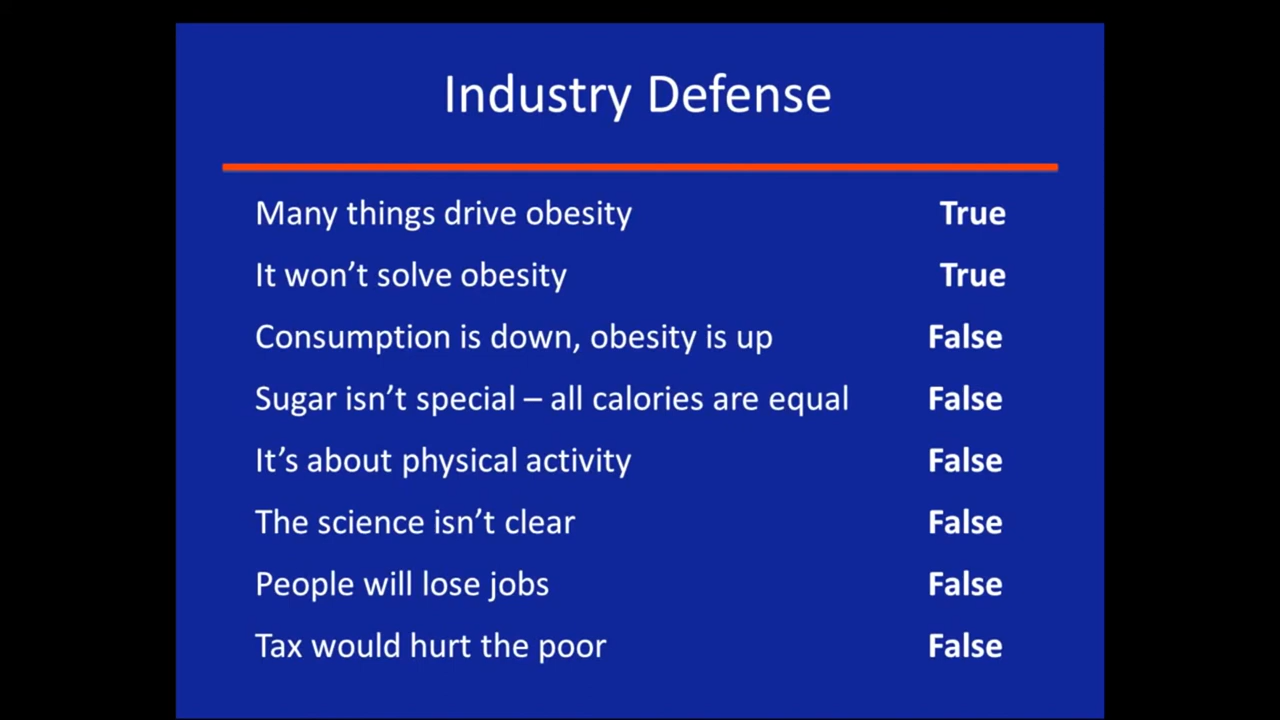 Industry Defense
Many things drive obesity True
It won’t solve obesity True
Consumption is down, obesity is up False
Sugar isn’t special – all calories are equal False
It’s about physical activity False
The science isn’t clear False
People will lose jobs False
Tax would hurt the poor False